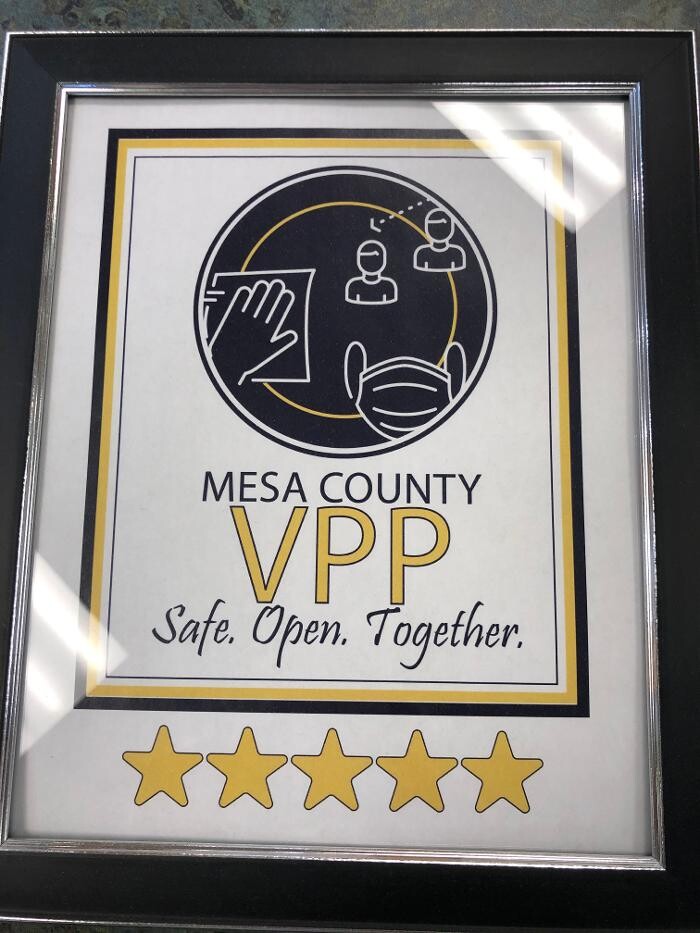 MESA COUNTY
VPP
Safe. Open. Together.